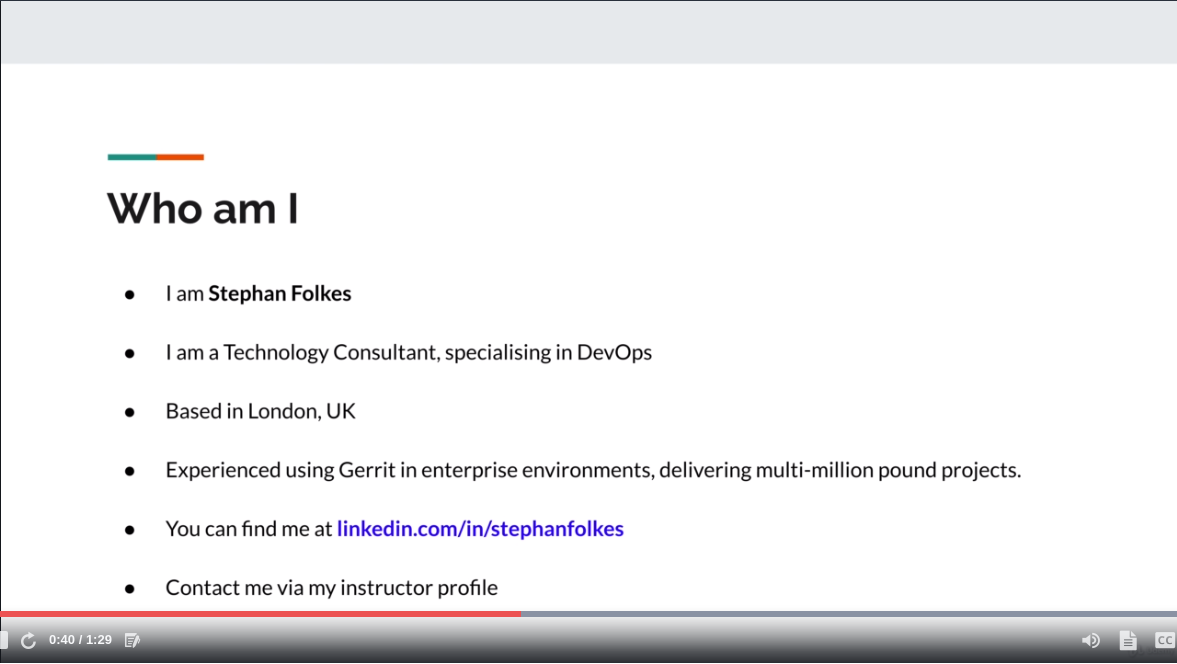 Who am I
● I am Stephan Folkes
● I am a Technology Consultant, specialising in DevOps
● Based in London, UK
● Experienced using Gerrit in enterprise environments, delivering multi-million pound projects.
● You can find me at linkedin.com/in/stephanfolkes
● Contact me via my instructor profile
0:40 / 1:29 CC